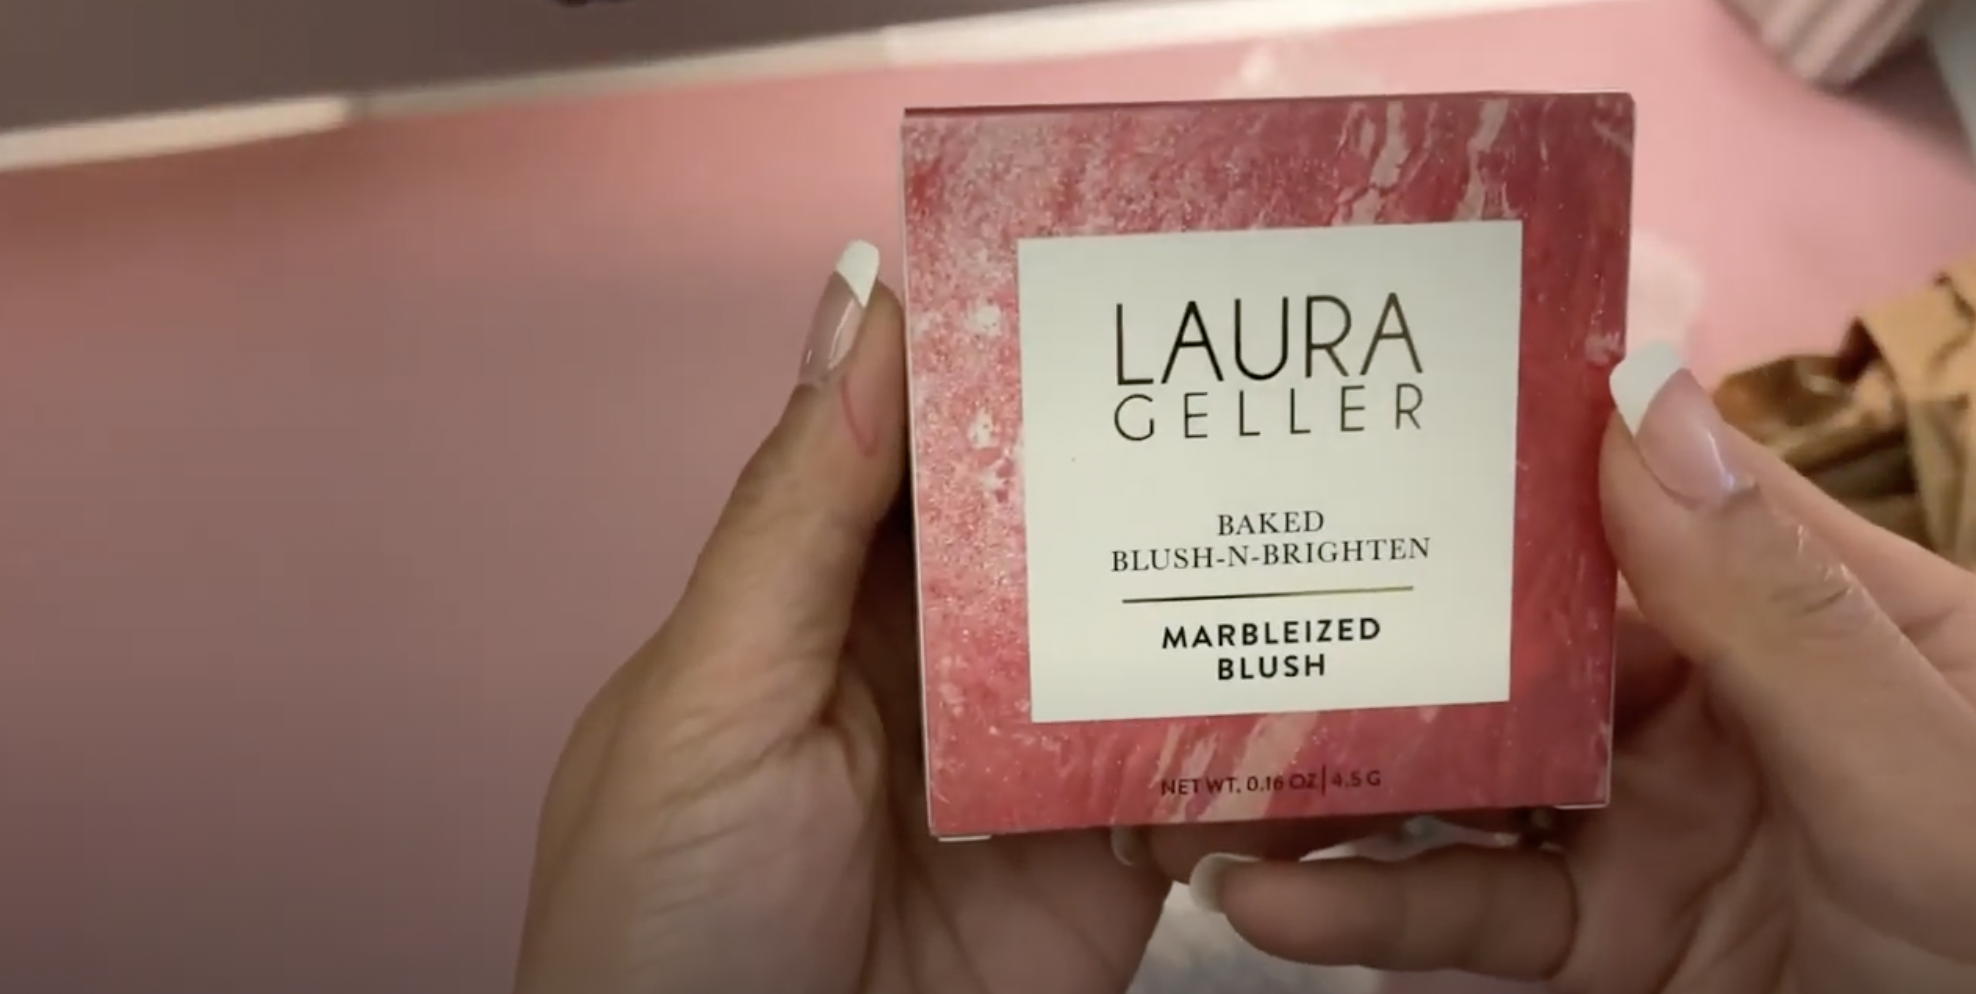 LAURA
GELLER
BAKED
BLUSH-N-BRIGHTEN
MARBLEIZED
BLUSH
NET WT. 0.16 OZ | 4.5 G